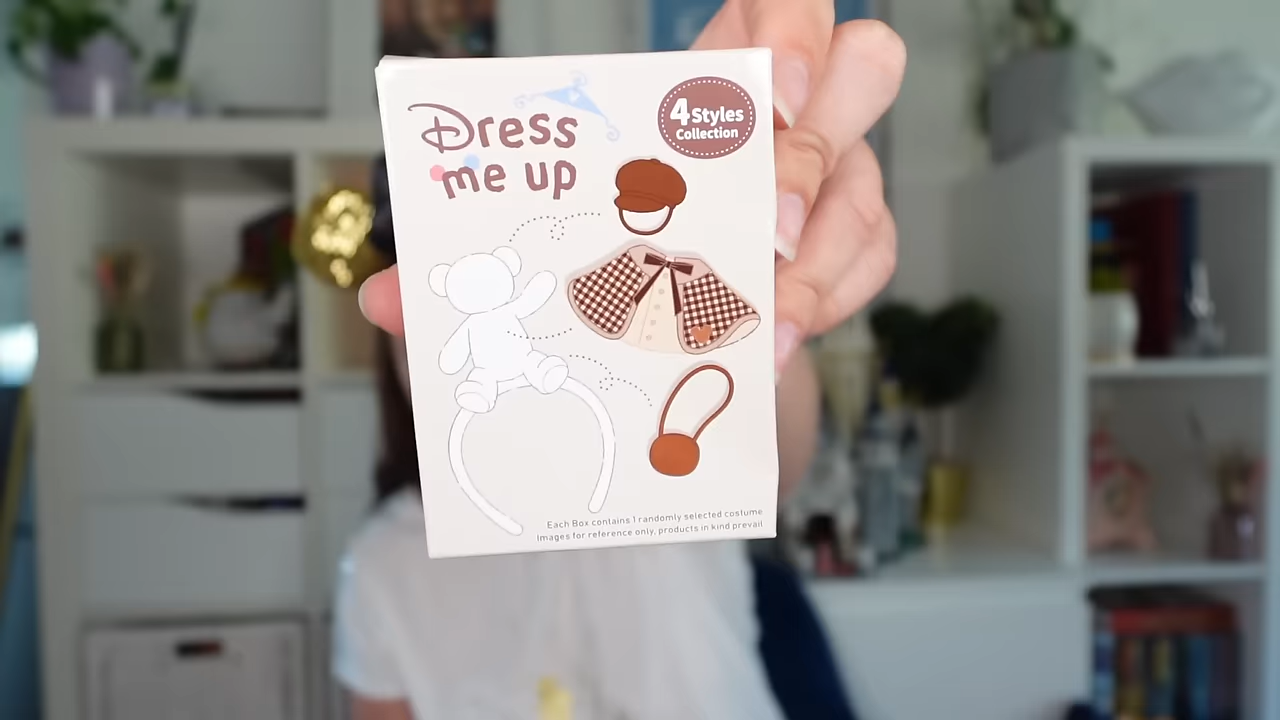 Dress
me up
4 Styles
Collection
Each Box contains 1 randomly selected costume
Images for reference only, products in kind prevail